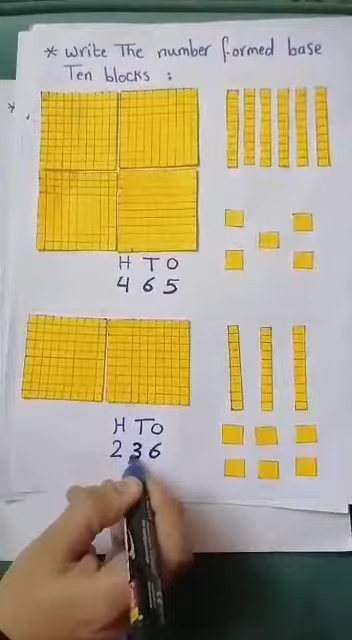 * Write The number formed base
Ten blocks :
*
H T O
4 6 5
H T O
2 3 6